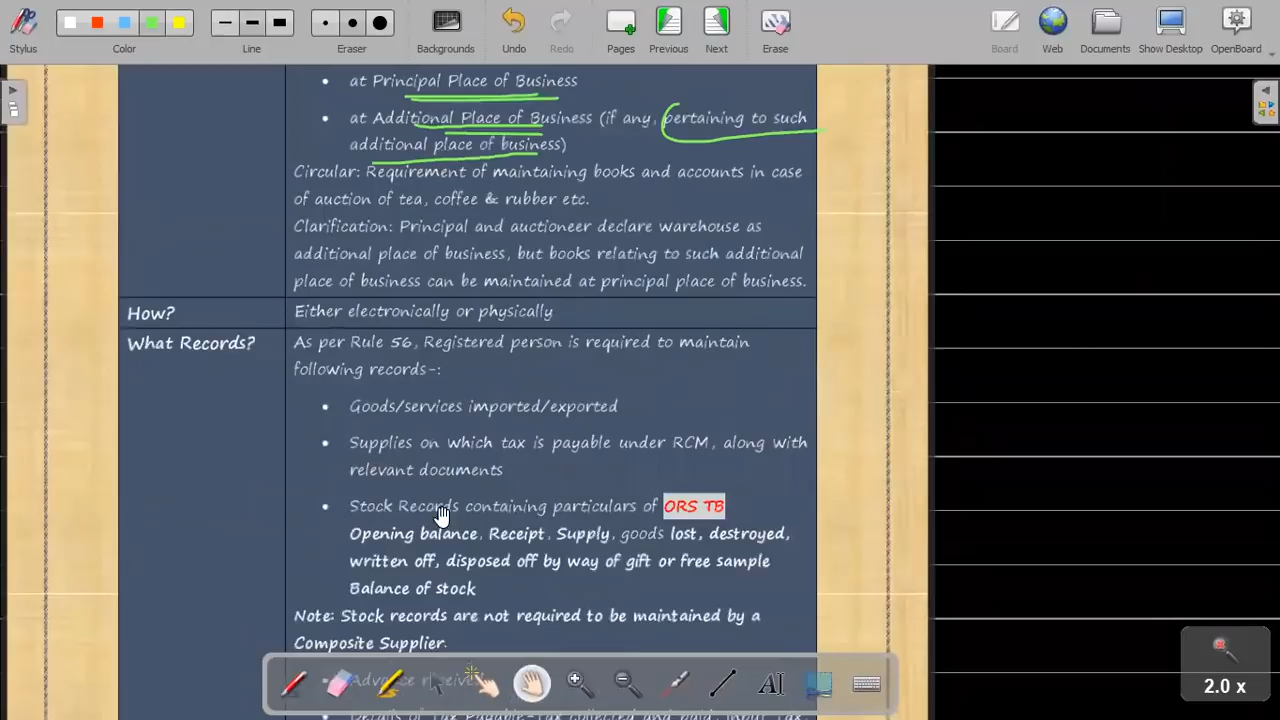 Stylus
Color
Line
Eraser
Backgrounds
Undo
Redo
Pages
Previous
Next
Erase
Board
Web
Documents
Show Desktop
OpenBoard
• at Principal Place of Business
• at Additional Place of Business (if any, pertaining to such
additional place of business)
Circular: Requirement of maintaining books and accounts in case
of auction of tea, coffee & rubber etc.
Clarification: Principal and auctioneer declare warehouse as
additional place of business, but books relating to such additional
place of business can be maintained at principal place of business.
How?
Either electronically or physically
What Records?
As per Rule 56, Registered person is required to maintain
following records-:
• Goods/services imported/exported
• Supplies on which tax is payable under RCM, along with
relevant documents
• Stock Records containing particulars of ORS TB
Opening balance, Receipt, Supply, goods lost, destroyed,
written off, disposed off by way of gift or free sample
Balance of stock
Note: Stock records are not required to be maintained by a
Composite Supplier.
Advance
2.0 x